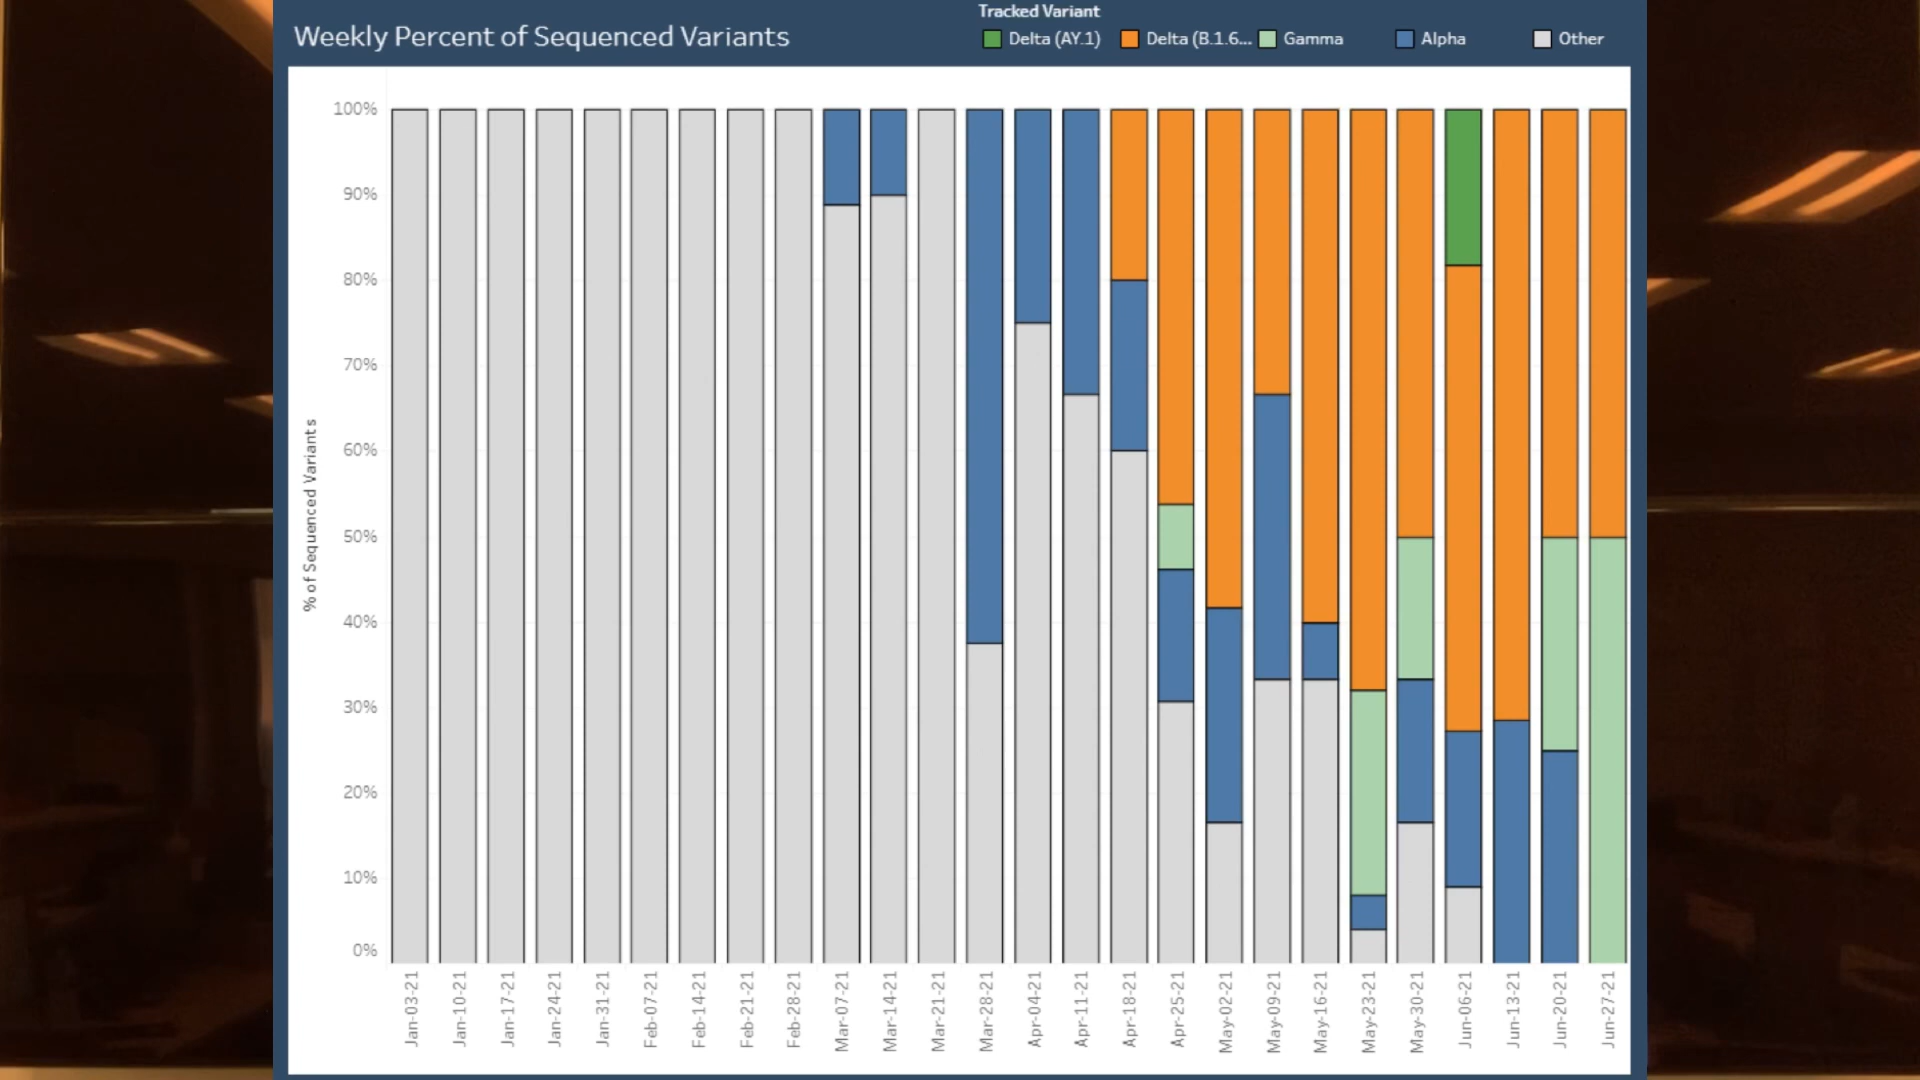 Tracked Variant
Weekly Percent of Sequenced Variants
Delta (AY.1) Delta (B.1.6... Gamma Alpha Other
100%
90%
80%
70%
60%
50%
40%
30%
20%
10%
0%
% of Sequenced Variants
Jan-03-21
Jan-10-21
Jan-17-21
Jan-24-21
Jan-31-21
Feb-07-21
Feb-14-21
Feb-21-21
Feb-28-21
Mar-07-21
Mar-14-21
Mar-21-21
Mar-28-21
Apr-04-21
Apr-11-21
Apr-18-21
Apr-25-21
May-02-21
May-09-21
May-16-21
May-23-21
May-30-21
Jun-06-21
Jun-13-21
Jun-20-21
Jun-27-21